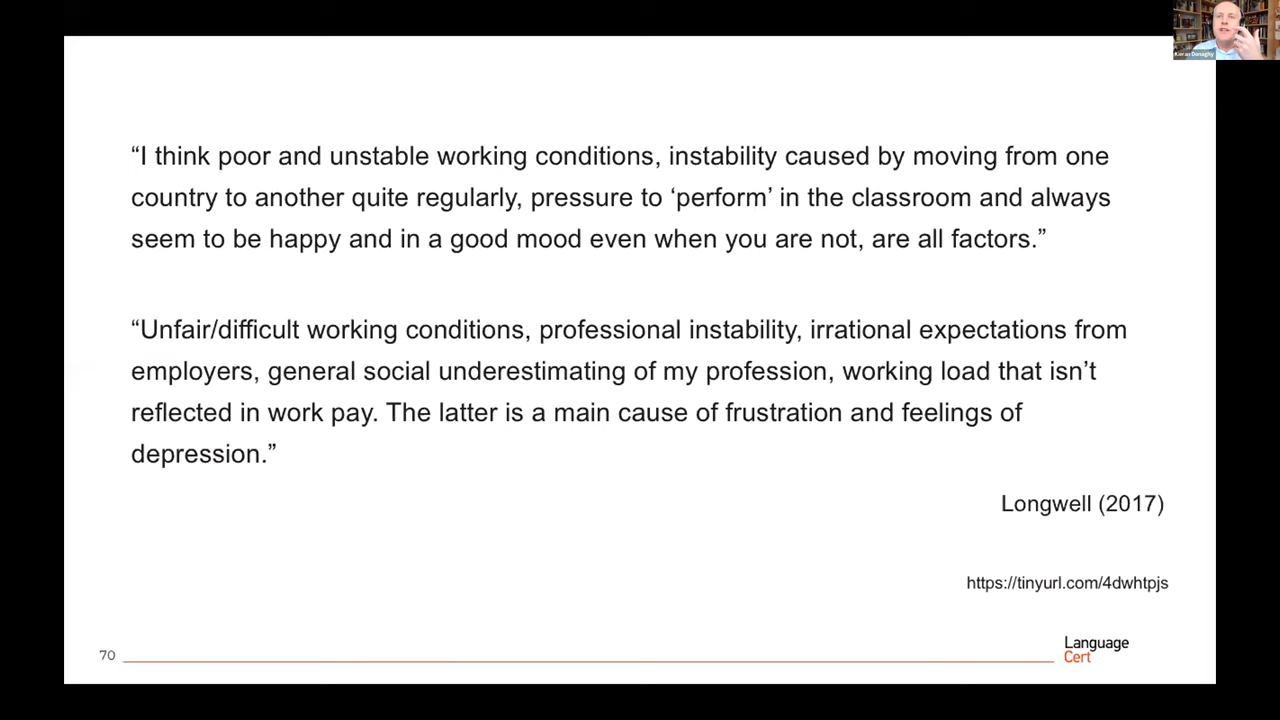 Kieran Donaghy
“I think poor and unstable working conditions, instability caused by moving from one
country to another quite regularly, pressure to ‘perform’ in the classroom and always
seem to be happy and in a good mood even when you are not, are all factors.”
“Unfair/difficult working conditions, professional instability, irrational expectations from
employers, general social underestimating of my profession, working load that isn’t
reflected in work pay. The latter is a main cause of frustration and feelings of
depression.”
Longwell (2017)
https://tinyurl.com/4dwhtpjs
70
Language
Cert